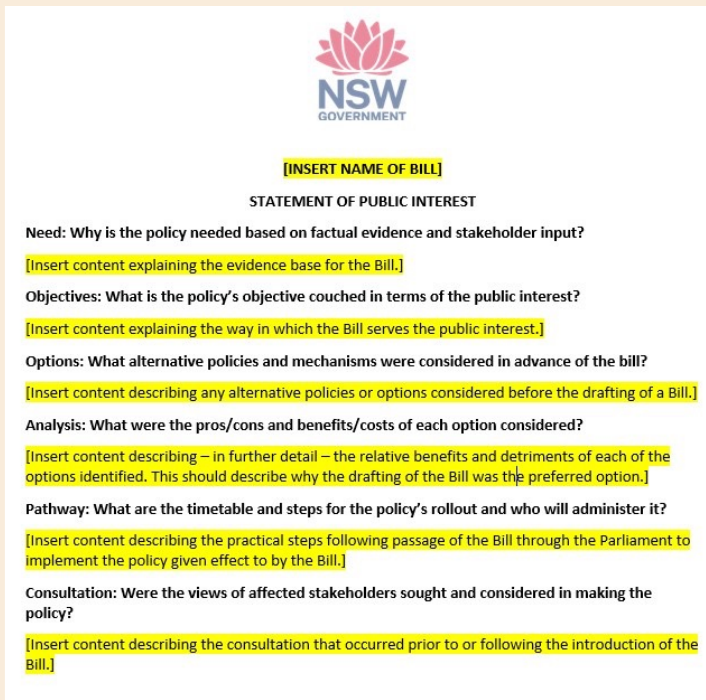 NSW
GOVERNMENT
[INSERT NAME OF BILL]
STATEMENT OF PUBLIC INTEREST
Need: Why is the policy needed based on factual evidence and stakeholder input?
[Insert content explaining the evidence base for the Bill.]
Objectives: What is the policy's objective couched in terms of the public interest?
[Insert content explaining the way in which the Bill serves the public interest.]
Options: What alternative policies and mechanisms were considered in advance of the bill?
[Insert content describing any alternative policies or options considered before the drafting of a Bill.]
Analysis: What were the pros/cons and benefits/costs of each option considered?
[Insert content describing – in further detail – the relative benefits and detriments of each of the
options identified. This should describe why the drafting of the Bill was the preferred option.]
Pathway: What are the timetable and steps for the policy's rollout and who will administer it?
[Insert content describing the practical steps following passage of the Bill through the Parliament to
implement the policy given effect to by the Bill.]
Consultation: Were the views of affected stakeholders sought and considered in making the
policy?
[Insert content describing the consultation that occurred prior to or following the introduction of the
Bill.]